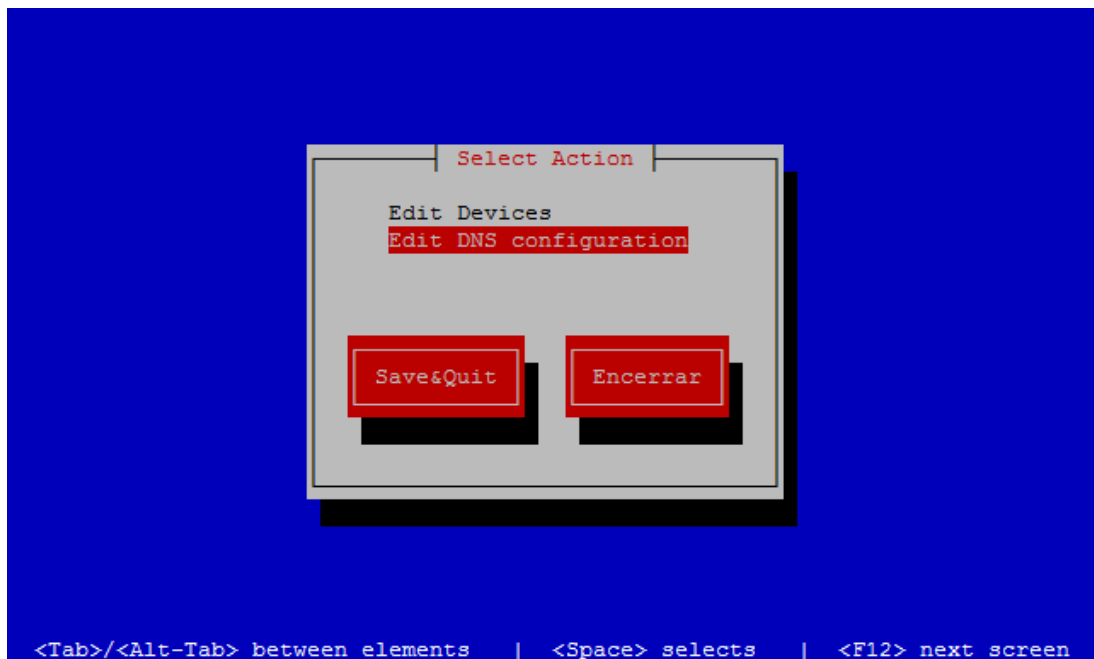 Select Action
Edit Devices
Edit DNS configuration
Save&Quit Encerrar
<Tab>/<Alt-Tab> between elements | <Space> selects | <F12> next screen